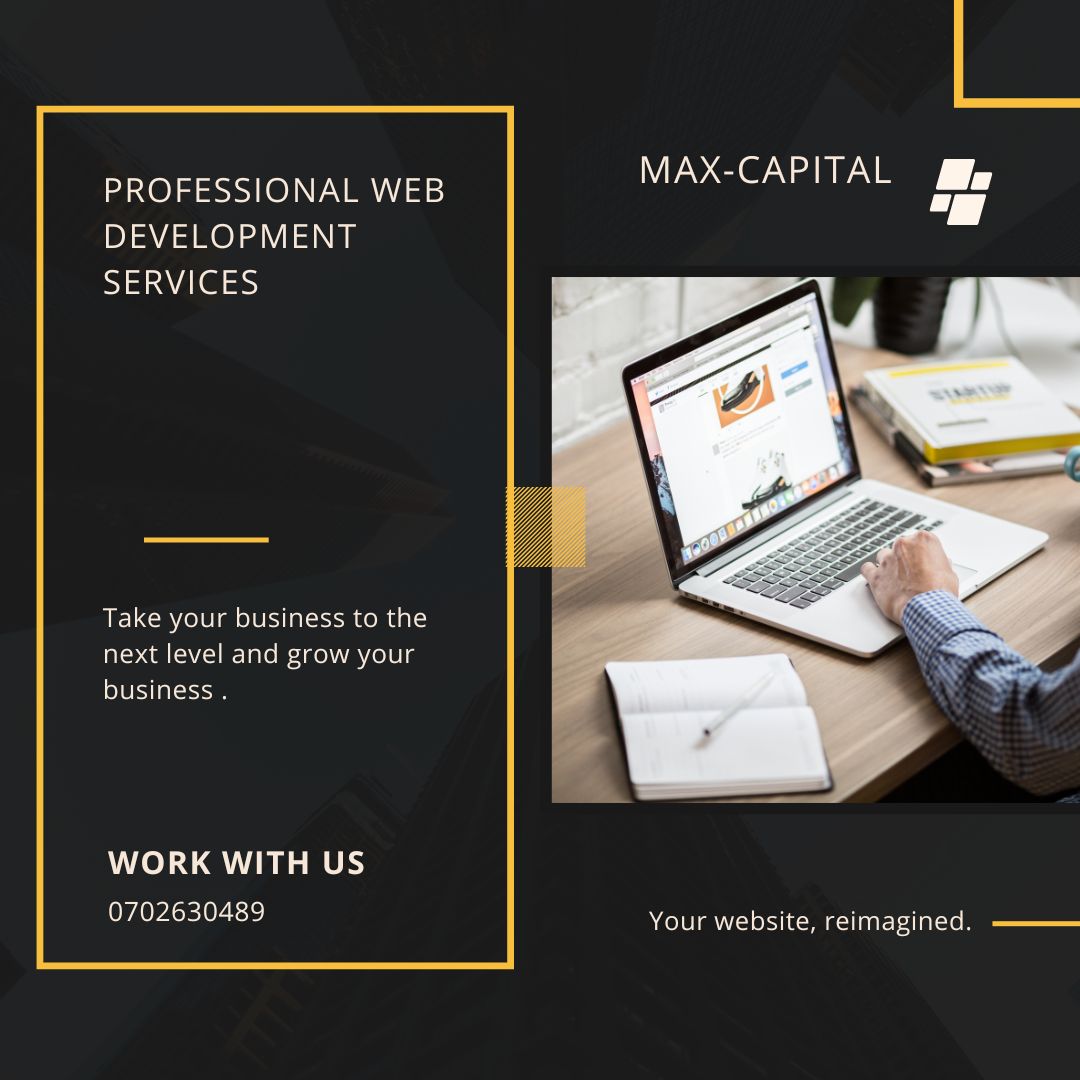 PROFESSIONAL WEB
DEVELOPMENT
SERVICES
Take your business to the
next level and grow your
business .
WORK WITH US
0702630489
MAX-CAPITAL
STARTUP
Your website, reimagined.